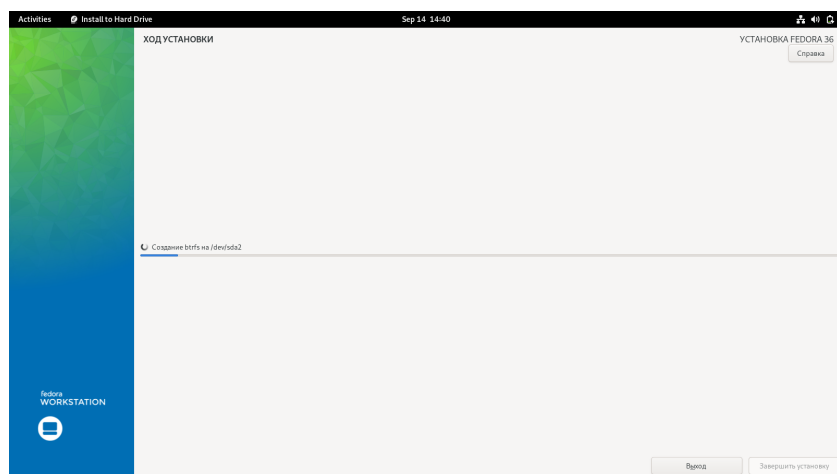 Activities Install to Hard Drive Sep 14 14:40
ХОД УСТАНОВКИ
УСТАНОВКА FEDORA 36
Справка
Создание btrfs на /dev/sda2
fedora
WORKSTATION
Выход Завершить установку